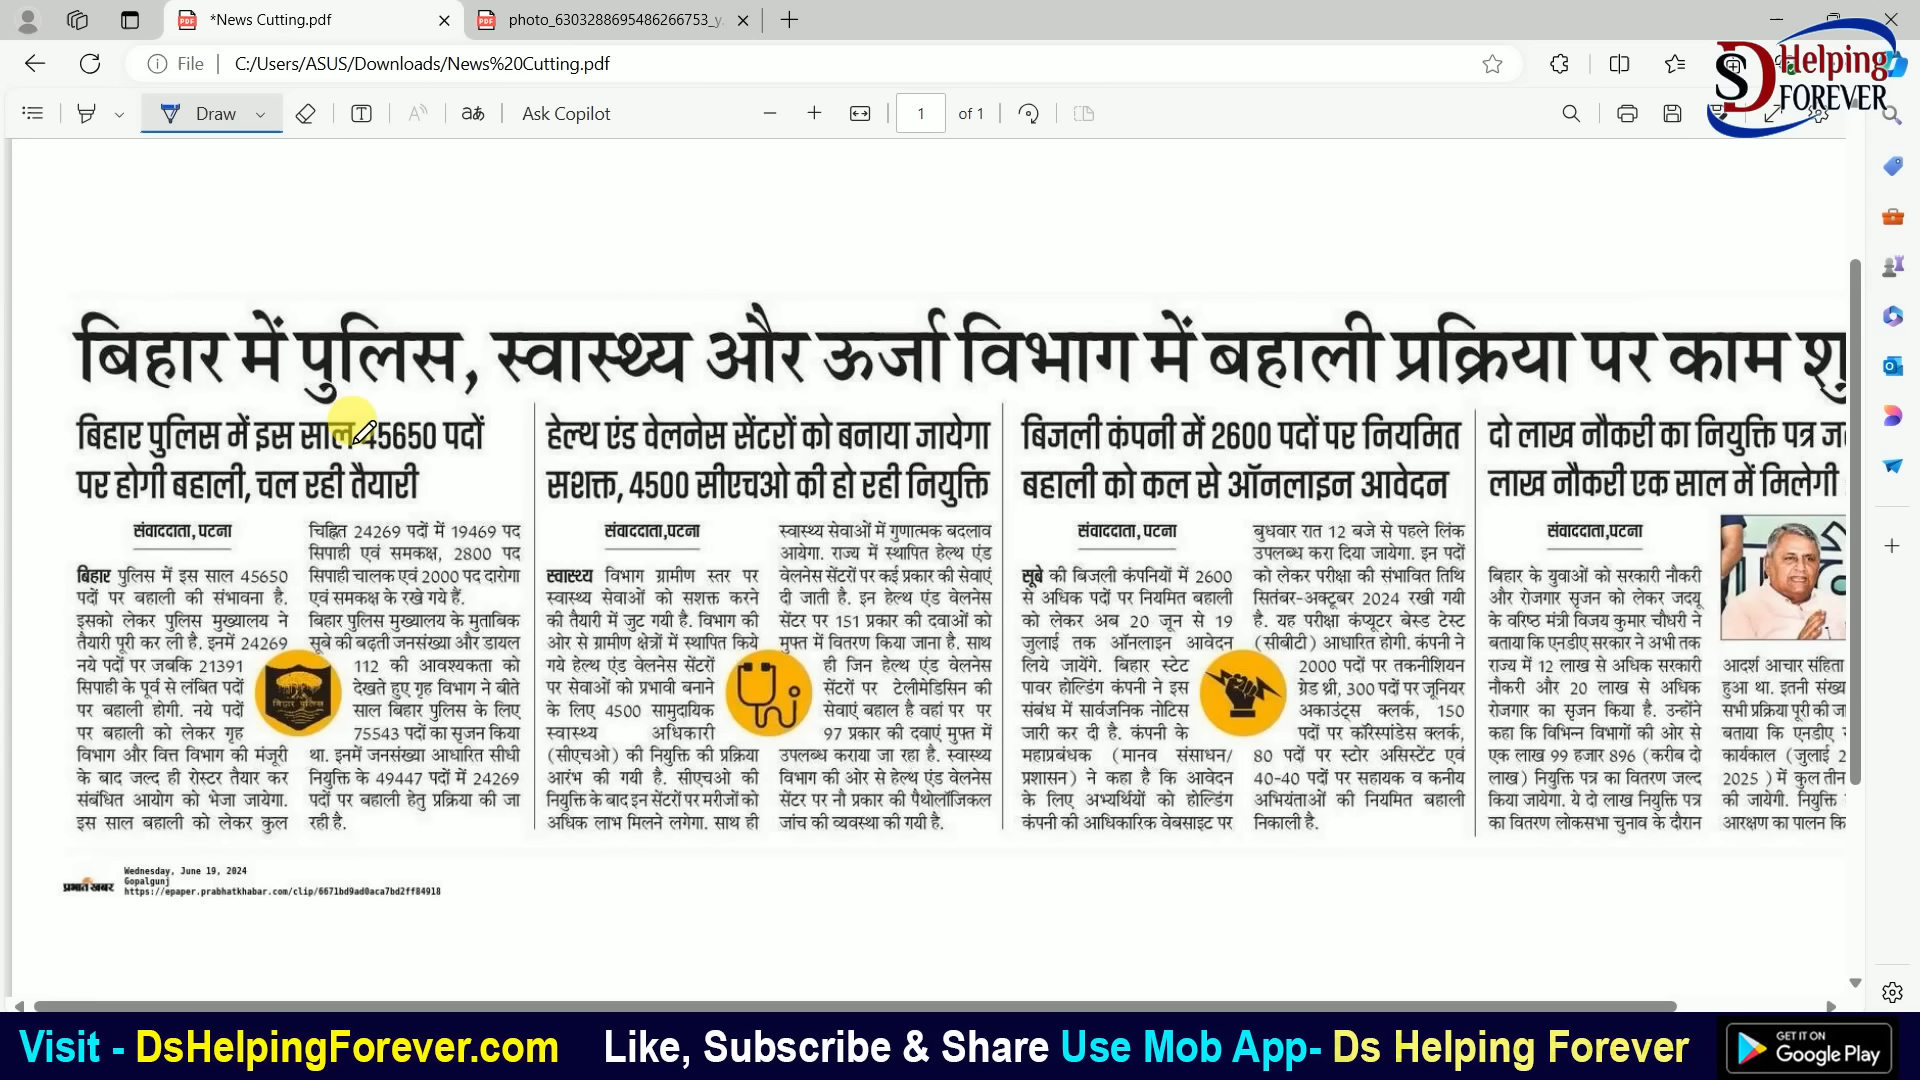 *News Cutting.pdf
photo_6303288695486266753_y
File
C:/Users/ASUS/Downloads/News%20Cutting.pdf
Draw
aあ
Ask Copilot
1 of 1
SD Helping
FOREVER
बिहार में पुलिस, स्वास्थ्य और ऊर्जा विभाग में बहाली प्रक्रिया पर काम शु
बिहार पुलिस में इस साल 45650 पदों
पर होगी बहाली, चल रही तैयारी
संवाददाता, पटना
बिहार पुलिस में इस साल 45650
पदों पर बहाली की संभावना है.
इसको लेकर पुलिस मुख्यालय ने
तैयारी पूरी कर ली है. इनमें 24269
नये पदों पर जबकि 21391
सिपाही के पूर्व से लंबित पदों
पर बहाली होगी. नये पदों
पर बहाली को लेकर गृह
विभाग और वित्त विभाग की मंजूरी
के बाद जल्द ही रोस्टर तैयार कर
संबंधित आयोग को भेजा जायेगा.
इस साल बहाली को लेकर कुल
चिह्नित 24269 पदों में 19469 पद
सिपाही एवं समकक्ष, 2800 पद
सिपाही चालक एवं 2000 पद दारोगा
एवं समकक्ष के रखे गये हैं.
बिहार पुलिस मुख्यालय के मुताबिक
सूबे की बढ़ती जनसंख्या और डायल
112 की आवश्यकता को
देखते हुए गृह विभाग ने बीते
साल बिहार पुलिस के लिए
75543 पदों का सृजन किया
था. इनमें जनसंख्या आधारित सीधी
नियुक्ति के 49447 पदों में 24269
पदों पर बहाली हेतु प्रक्रिया की जा
रही है.
बिहार पुलिस
हेल्थ एंड वेलनेस सेंटरों को बनाया जायेगा
सशक्त, 4500 सीएचओ की हो रही नियुक्ति
संवाददाता,पटना
स्वास्थ्य विभाग ग्रामीण स्तर पर
स्वास्थ्य सेवाओं को सशक्त करने
की तैयारी में जुट गयी है. विभाग की
ओर से ग्रामीण क्षेत्रों में स्थापित किये
गये हेल्थ एंड वेलनेस सेंटरों
पर सेवाओं को प्रभावी बनाने
के लिए 4500 सामुदायिक
स्वास्थ्य अधिकारी
(सीएचओ) की नियुक्ति की प्रक्रिया
आरंभ की गयी है. सीएचओ की
नियुक्ति के बाद इन सेंटरों पर मरीजों को
अधिक लाभ मिलने लगेगा. साथ ही
स्वास्थ्य सेवाओं में गुणात्मक बदलाव
आयेगा. राज्य में स्थापित हेल्थ एंड
वेलनेस सेंटरों पर कई प्रकार की सेवाएं
दी जाती है. इन हेल्थ एंड वेलनेस
सेंटर पर 151 प्रकार की दवाओं को
मुफ्त में वितरण किया जाना है. साथ
ही जिन हेल्थ एंड वेलनेस
सेंटरों पर टेलीमेडिसिन की
सेवाएं बहाल है वहां पर पर
97 प्रकार की दवाएं मुफ्त में
उपलब्ध कराया जा रहा है. स्वास्थ्य
विभाग की ओर से हेल्थ एंड वेलनेस
सेंटर पर नौ प्रकार की पैथोलॉजिकल
जांच की व्यवस्था की गयी है.
बिजली कंपनी में 2600 पदों पर नियमित
बहाली को कल से ऑनलाइन आवेदन
संवाददाता, पटना
सूबे की बिजली कंपनियों में 2600
से अधिक पदों पर नियमित बहाली
को लेकर अब 20 जून से 19
जुलाई तक ऑनलाइन आवेदन
लिये जायेंगे. बिहार स्टेट
पावर होल्डिंग कंपनी ने इस
संबंध में सार्वजनिक नोटिस
जारी कर दी है. कंपनी के
महाप्रबंधक (मानव संसाधन/
प्रशासन) ने कहा है कि आवेदन
के लिए अभ्यर्थियों को होल्डिंग
कंपनी की आधिकारिक वेबसाइट पर
बुधवार रात 12 बजे से पहले लिंक
उपलब्ध करा दिया जायेगा. इन पदों
को लेकर परीक्षा की संभावित तिथि
सितंबर-अक्टूबर 2024 रखी गयी
है. यह परीक्षा कंप्यूटर बेस्ड टेस्ट
(सीबीटी) आधारित होगी. कंपनी ने
2000 पदों पर तकनीशियन
ग्रेड थ्री, 300 पदों पर जूनियर
अकाउंट्स क्लर्क, 150
पदों पर कॉरिस्पांडेस क्लर्क,
80 पदों पर स्टोर असिस्टेंट एवं
40-40 पदों पर सहायक व कनीय
अभियंताओं की नियमित बहाली
निकाली है.
दो लाख नौकरी का नियुक्ति पत्र ज
लाख नौकरी एक साल में मिलेगी
संवाददाता,पटना
बिहार के युवाओं को सरकारी नौकरी
और रोजगार सृजन को लेकर जदयू
के वरिष्ठ मंत्री विजय कुमार चौधरी ने
बताया कि एनडीए सरकार ने अभी तक
राज्य में 12 लाख से अधिक सरकारी
नौकरी और 20 लाख से अधिक
रोजगार का सृजन किया है. उन्होंने
कहा कि विभिन्न विभागों की ओर से
एक लाख 99 हजार 896 (करीब दो
लाख) नियुक्ति पत्र का वितरण जल्द
किया जायेगा. ये दो लाख नियुक्ति पत्र
का वितरण लोकसभा चुनाव के दौरान
आदर्श आचार संहिता
हुआ था. इतनी संख्य
सभी प्रक्रिया पूरी की जा
बताया कि एनडीए
कार्यकाल (जुलाई 2
2025 ) में कुल तीन
की जायेगी. नियुक्ति
आरक्षण का पालन कि
प्रभात खबर
Wednesday, June 19, 2024
Gopalgunj
https://epaper.prabhatkhabar.com/clip/6671bd9ad0aca7bd2ff84918
Visit - DsHelpingForever.com Like, Subscribe & Share Use Mob App- Ds Helping Forever
GET IT ON
Google Play